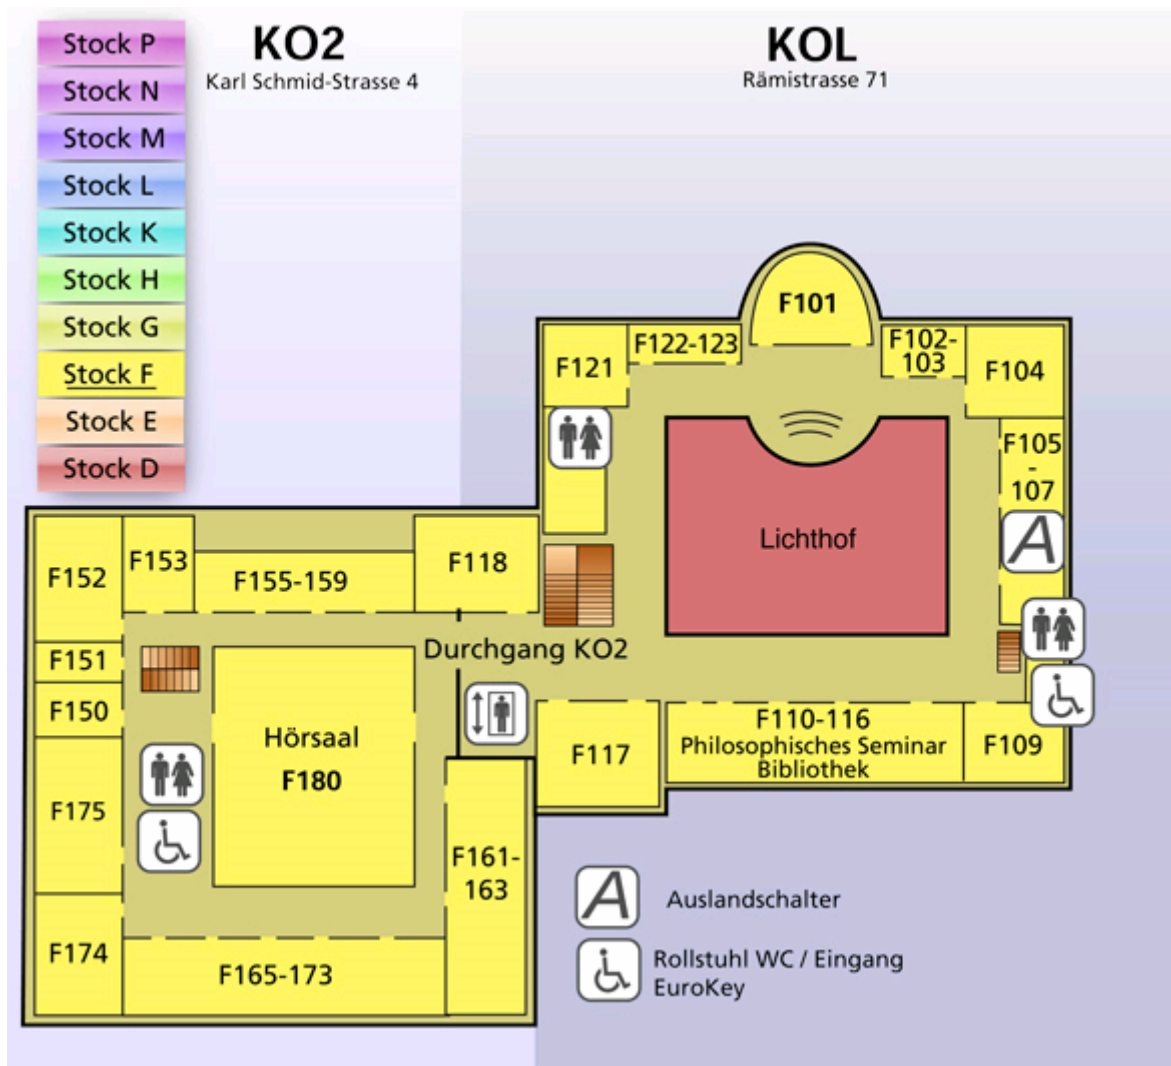 Stock P
Stock N
Stock M
Stock L
Stock K
Stock H
Stock G
Stock F
Stock E
Stock D
KO2
Karl Schmid-Strasse 4
KOL
Rämistrasse 71
F101
F122-123
F102-
103
F121
F104
F105
-
107
A
Lichthof
F118
F153
F152
F155-159
F151
F150
Durchgang KO2
Hörsaal
F180
F175
F174
F165-173
F161-
163
F117
F110-116
Philosophisches Seminar
Bibliothek
F109
A
Auslandschalter
Rollstuhl WC / Eingang
EuroKey